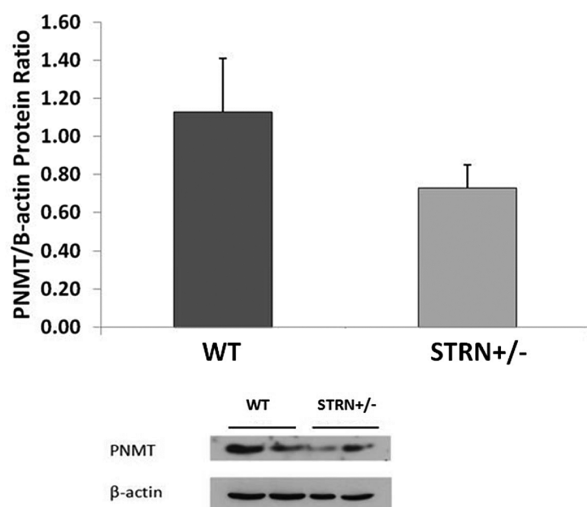 PNMT/B-actin Protein Ratio
1.60
1.40
1.20
1.00
0.80
0.60
0.40
0.20
0.00
WT
STRN+/-
WT
STRN+/-
PNMT
β-actin